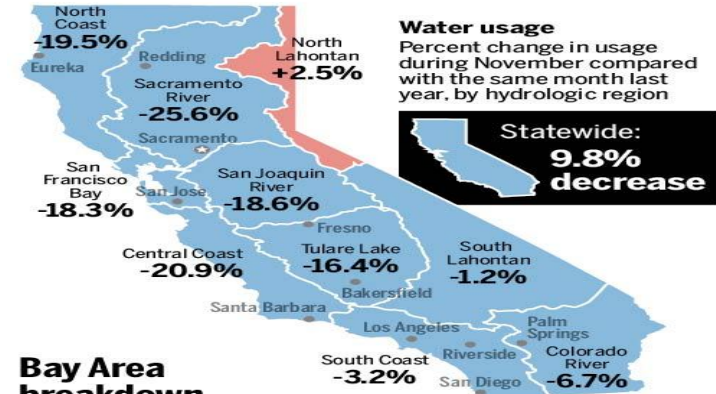 North
Coast
-19.5%
Eureka
Redding
North
Lahontan
+2.5%
Sacramento
River
-25.6%
Sacramento
San
Francisco
Bay
-18.3%
San Jose
San Joaquin
River
-18.6%
Fresno
Central Coast
-20.9%
Tulare Lake
-16.4%
Bakersfield
South
Lahontan
-1.2%
Santa Barbara
Los Angeles
Riverside
Palm
Springs
South Coast
-3.2%
San Diego
Colorado
River
-6.7%
Water usage
Percent change in usage
during November compared
with the same month last
year, by hydrologic region
Statewide:
9.8%
decrease
Bay Area
breakdown